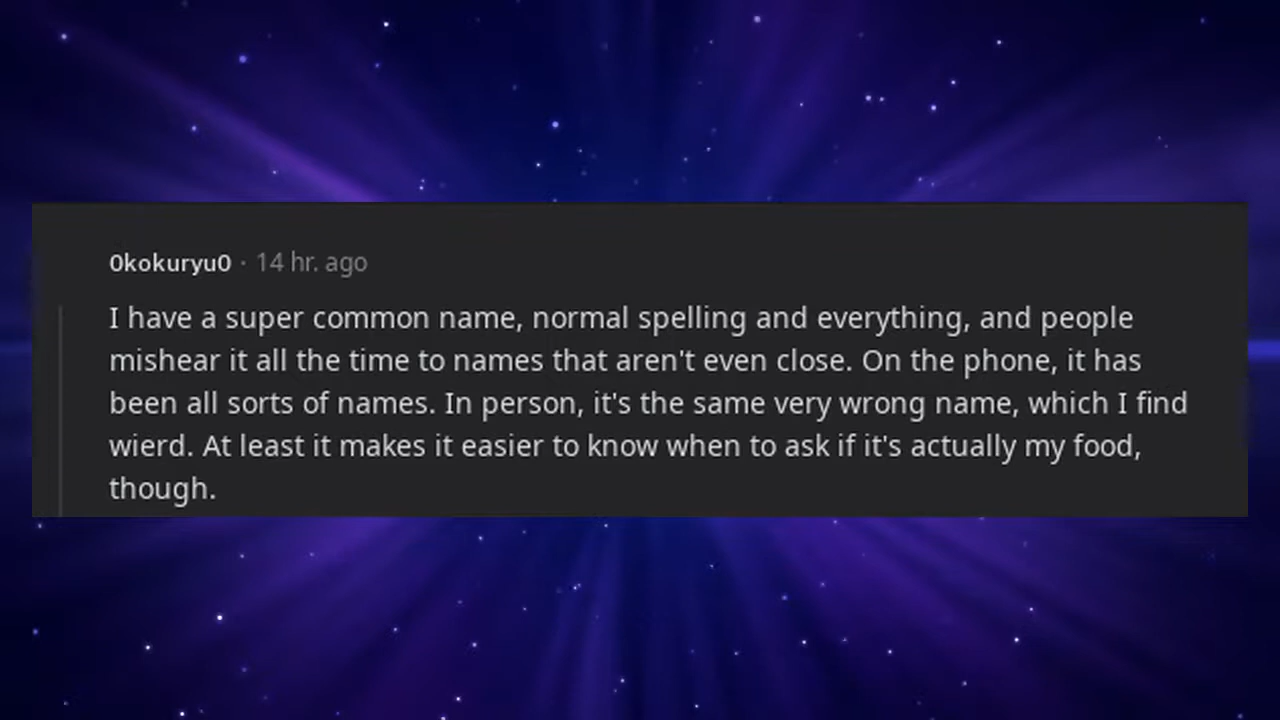 0kokuryu0 · 14 hr. ago
I have a super common name, normal spelling and everything, and people
mishear it all the time to names that aren't even close. On the phone, it has
been all sorts of names. In person, it's the same very wrong name, which I find
wierd. At least it makes it easier to know when to ask if it's actually my food,
though.